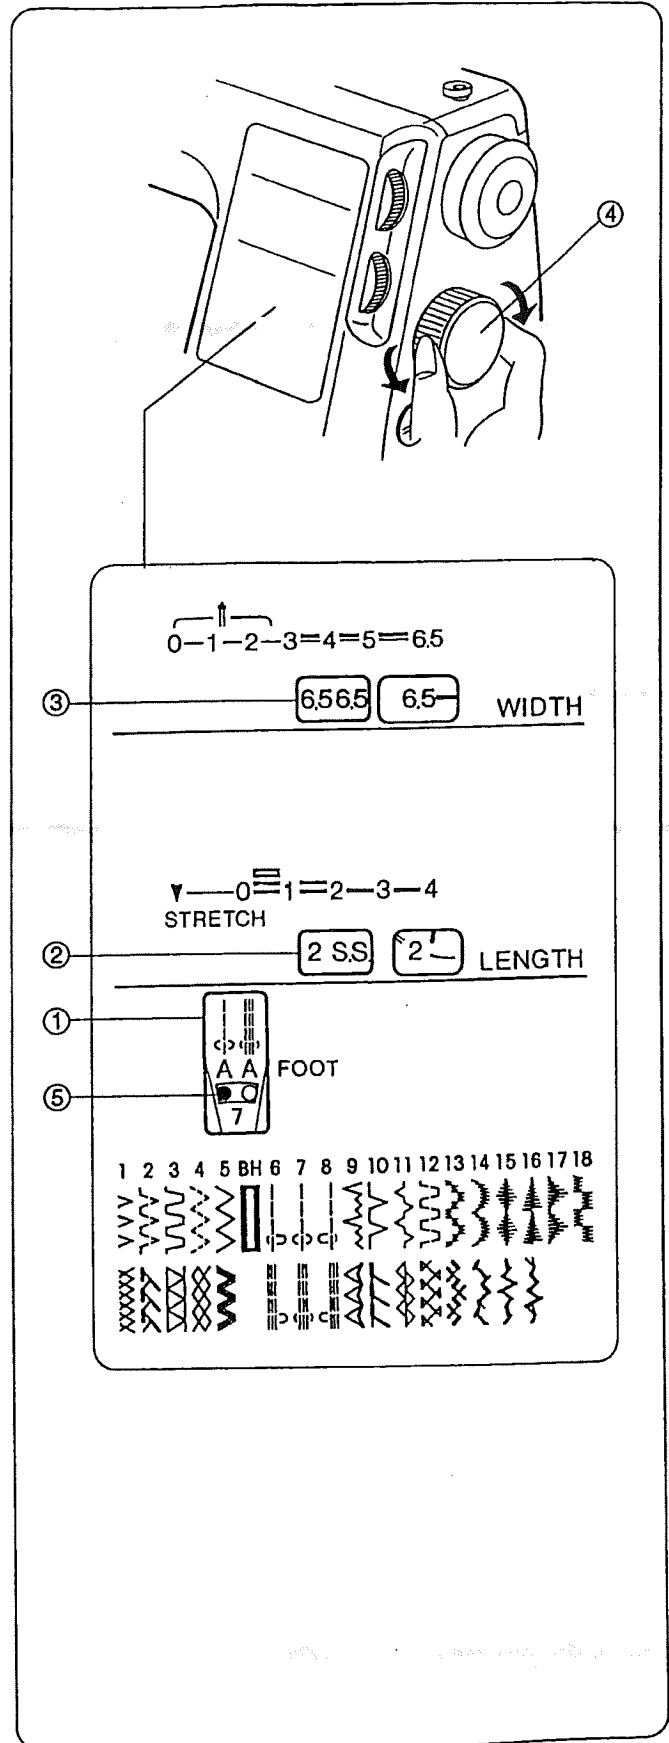 ④
0-1-2-3=4=5=6.5
③ 6.5 6.5 6.5 WIDTH
0 1 2 3 4
STRETCH
② 2 S.S. 2 LENGTH
①
A A FOOT
⑤
7
1 2 3 4 5 BH 6 7 8 9 10 11 12 13 14 15 16 17 18